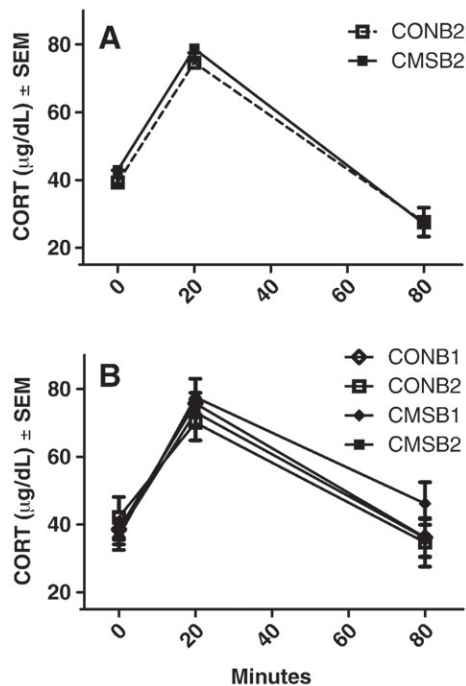 A
CONB2
CMSB2
CORT (µg/dL) ± SEM
80
60
40
20
0
20
40
60
80
B
CONB1
CONB2
CMSB1
CMSB2
CORT (µg/dL) ± SEM
80
60
40
20
0
20
40
60
80
Minutes